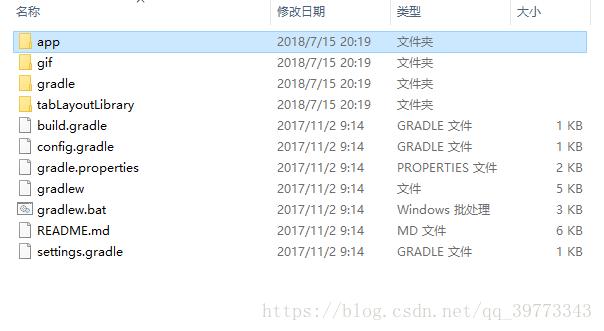 名称 修改日期 类型 大小
app 2018/7/15 20:19 文件夹
gif 2018/7/15 20:19 文件夹
gradle 2018/7/15 20:19 文件夹
tabLayoutLibrary 2018/7/15 20:19 文件夹
build.gradle 2017/11/2 9:14 GRADLE 文件 1 KB
config.gradle 2017/11/2 9:14 GRADLE 文件 1 KB
gradle.properties 2017/11/2 9:14 PROPERTIES 文件 2 KB
gradlew 2017/11/2 9:14 文件 5 KB
gradlew.bat 2017/11/2 9:14 Windows 批处理 3 KB
README.md 2017/11/2 9:14 MD 文件 6 KB
settings.gradle 2017/11/2 9:14 GRADLE 文件 1 KB
https://blog.csdn.net/qq_39773343